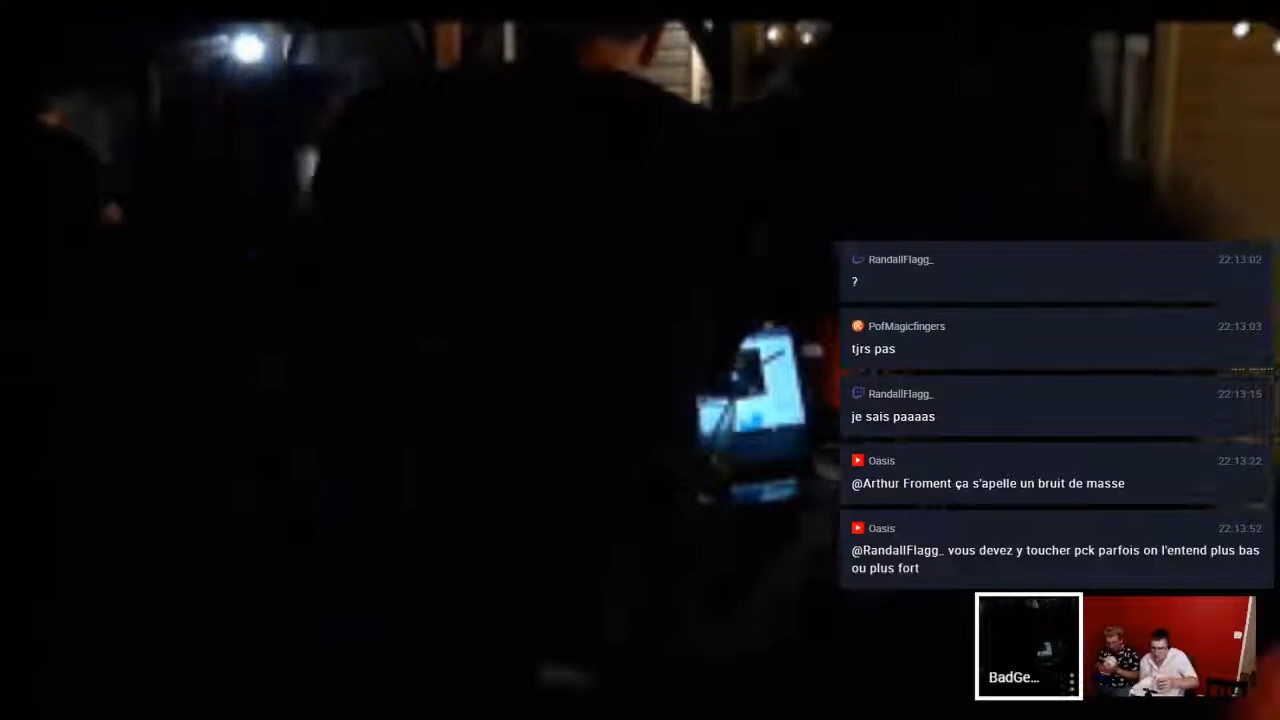 RandallFlagg_ 22:13:02
?
PofMagicfingers 22:13:03
tjrs pas
RandallFlagg_ 22:13:15
je sais paaaas
Oasis 22:13:22
@Arthur Froment ça s'apelle un bruit de masse
Oasis 22:13:52
@RandallFlagg_ vous devez y toucher pck parfois on l'entend plus bas
ou plus fort
BadGe...